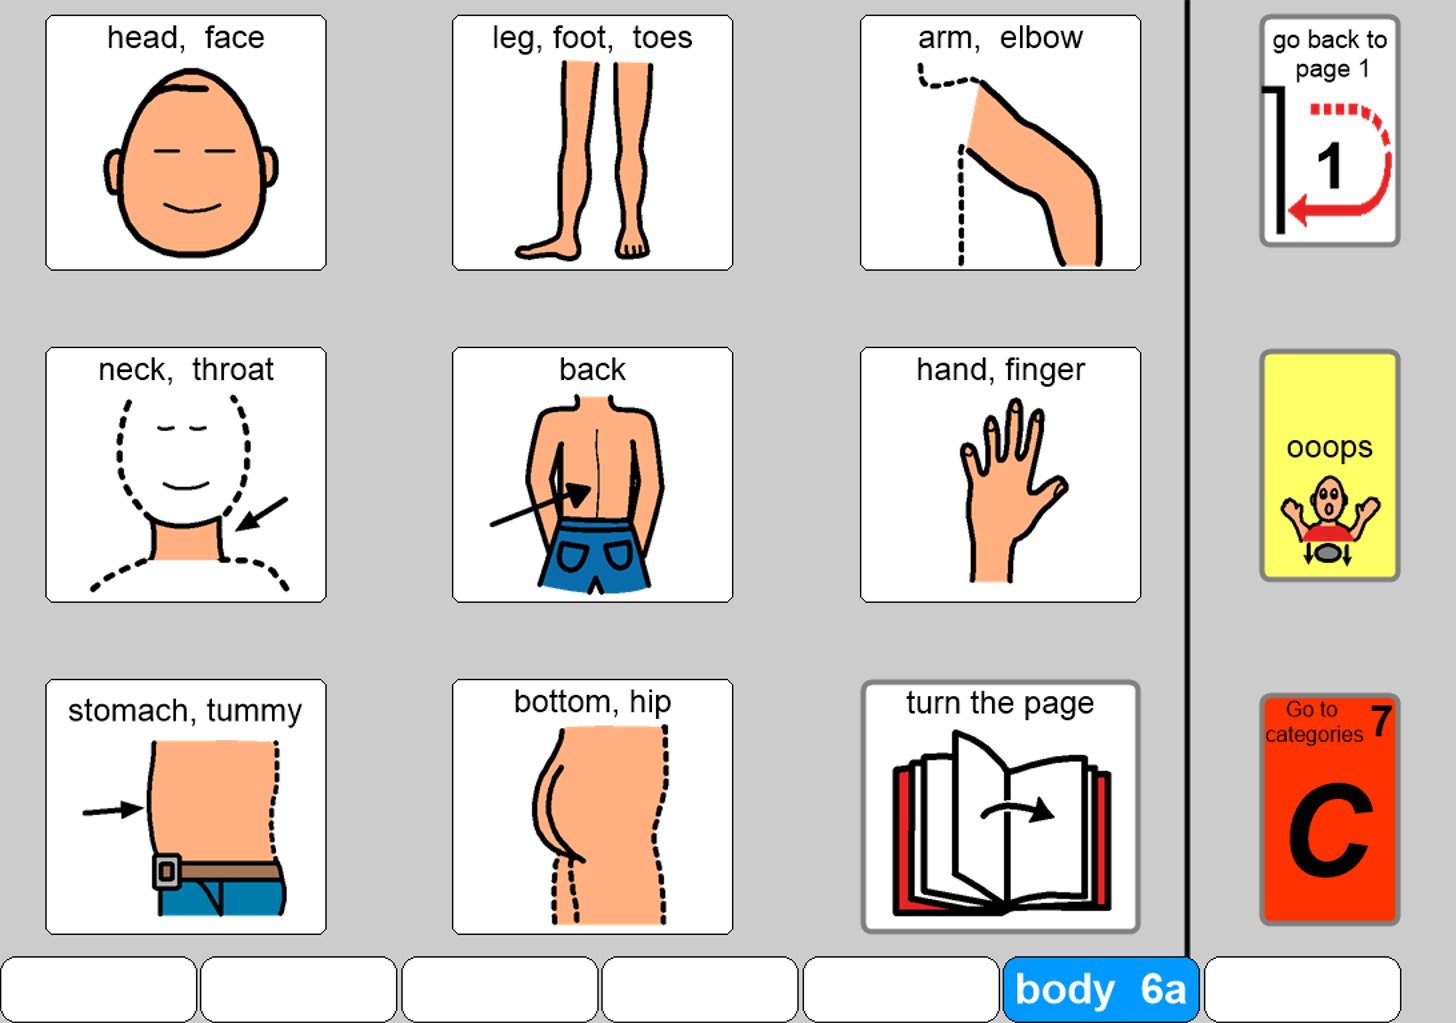 head, face
leg, foot, toes
arm, elbow
go back to
page 1
1
neck, throat
back
hand, finger
ooops
stomach, tummy
bottom, hip
turn the page
Go to
categories 7
C
body 6a